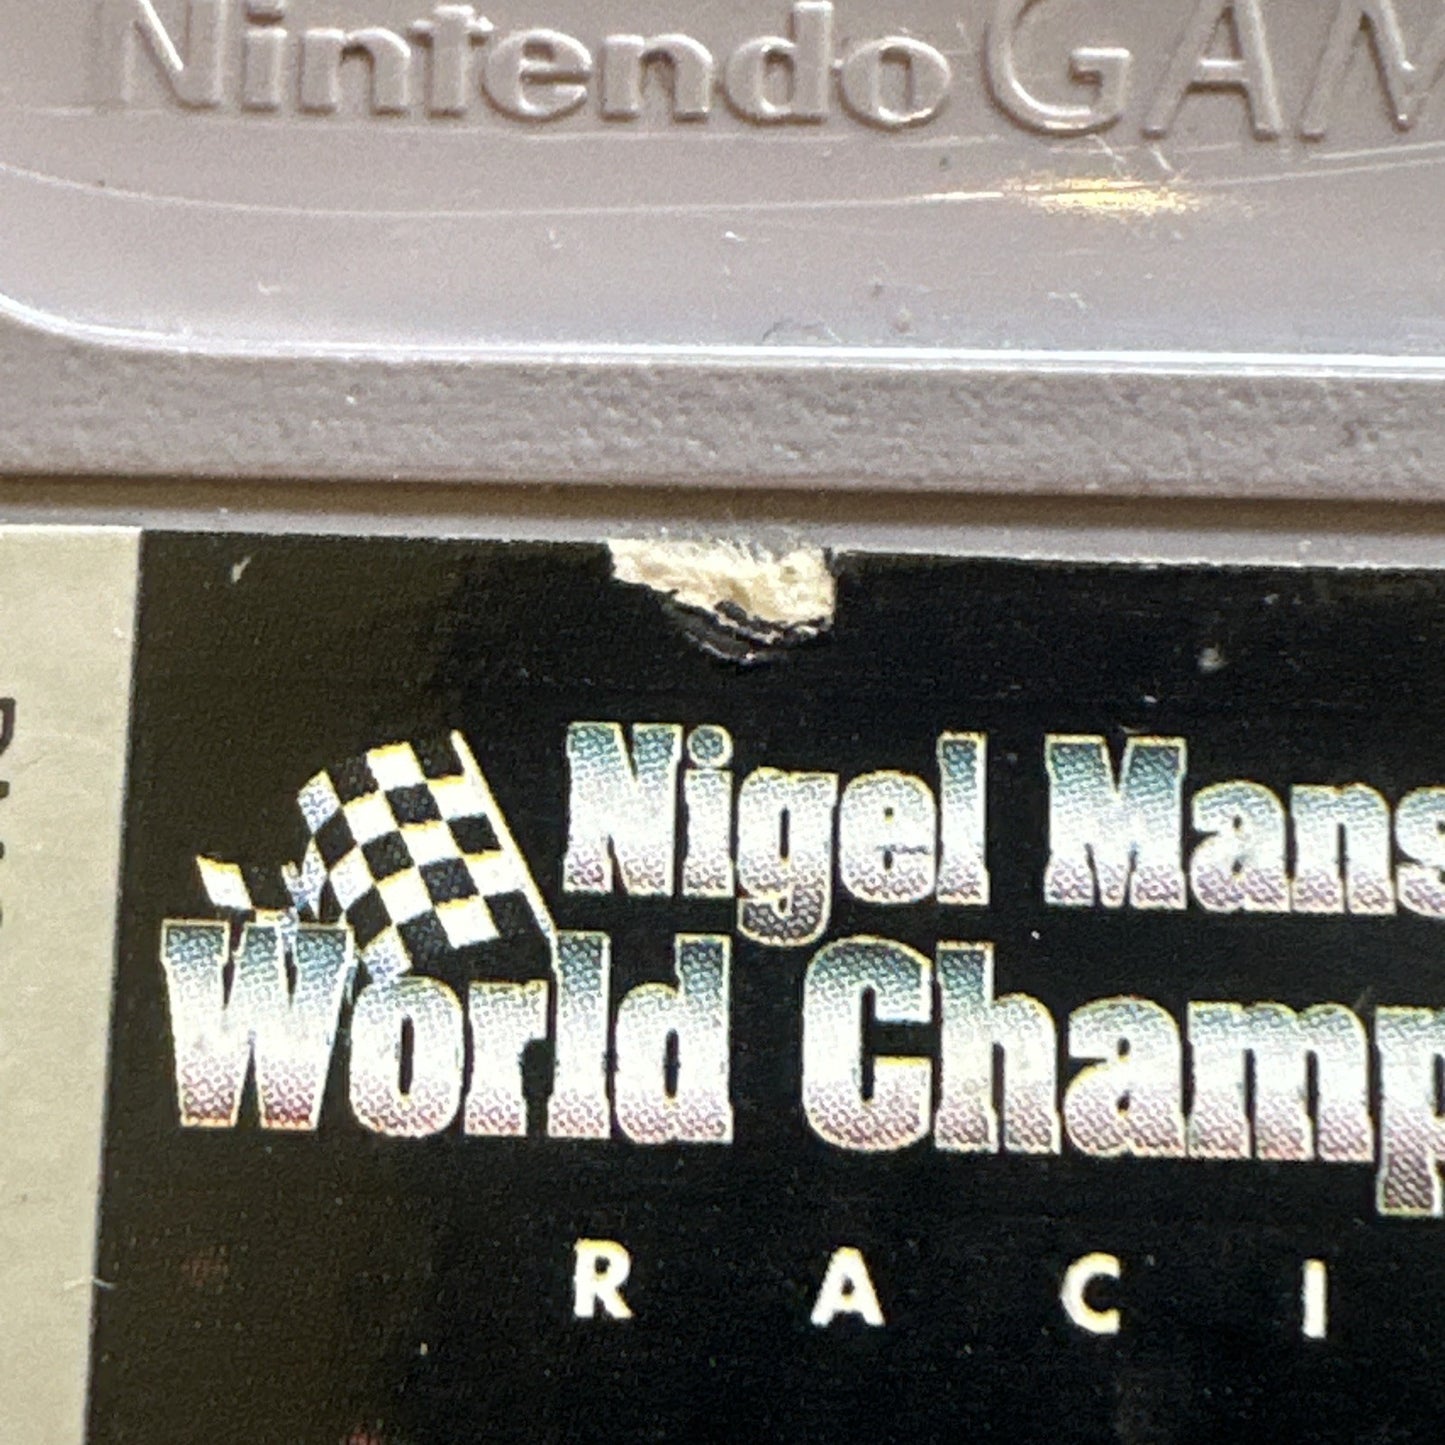 Nintendo GAM
Nigel Mans
World Champ
RACI